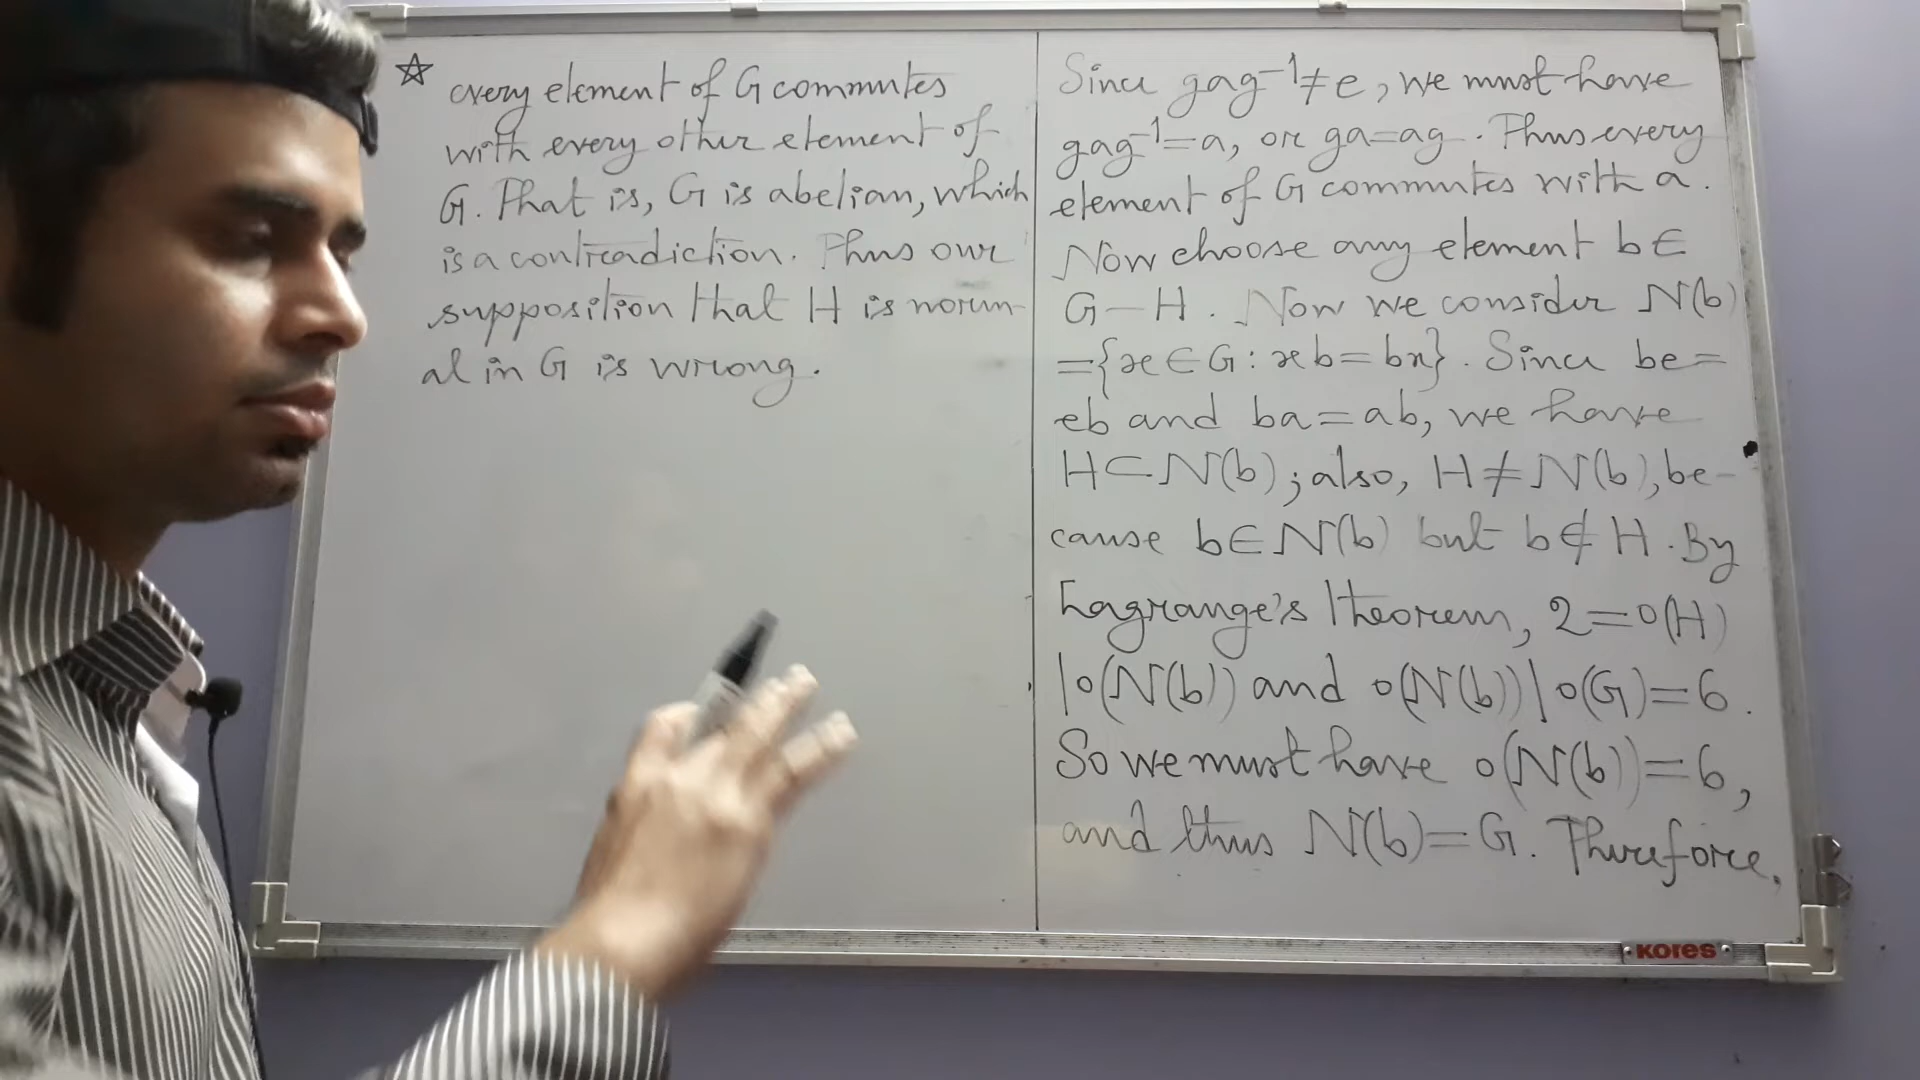 ☆ every element of G commutes
with every other element of
G. That is, G is abelian, which
is a contradiction. Thus our
supposition that H is norm-
al in G is wrong.
Since gag⁻¹≠e, we must have
gag⁻¹=a, or ga=ag. Thus every
element of G commutes with a.
Now choose any element b∈
G-H. Now we consider N(b)
={x∈G: xb=bx}. Since be=
eb and ba=ab, we have
H⊂N(b); also, H≠N(b), be-
cause b∈N(b) but b∉H. By
Lagrange's theorem, 2=o(H)
|o(N(b)) and o(N(b))|o(G)=6.
So we must have o(N(b))=6,
and thus N(b)=G. Therefore,
KORES